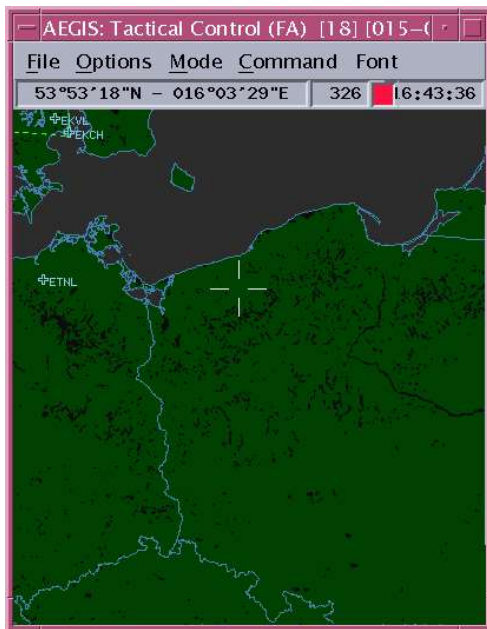 AEGIS: Tactical Control (FA) [18] [015-
File Options Mode Command Font
53°53'18"N - 016°03'29"E 326 16:43:36
EKVL
EKCH
ETNL